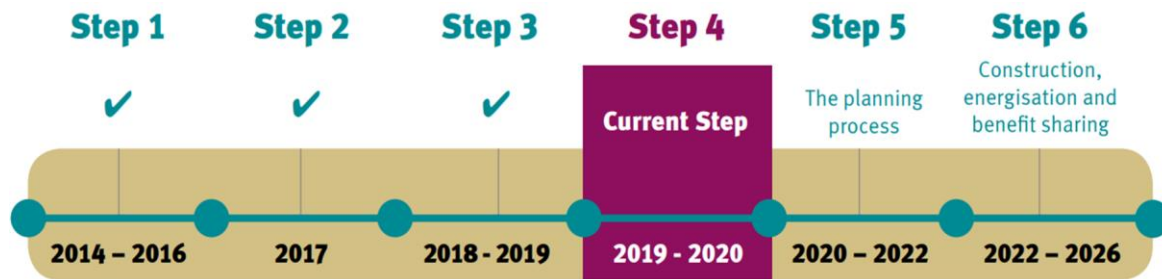 Step 1 Step 2 Step 3 Step 4 Step 5 Step 6
✔ ✔ ✔
Current Step
The planning
process
Construction,
energisation and
benefit sharing
2014 – 2016 2017 2018 - 2019 2019 - 2020 2020 – 2022 2022 – 2026